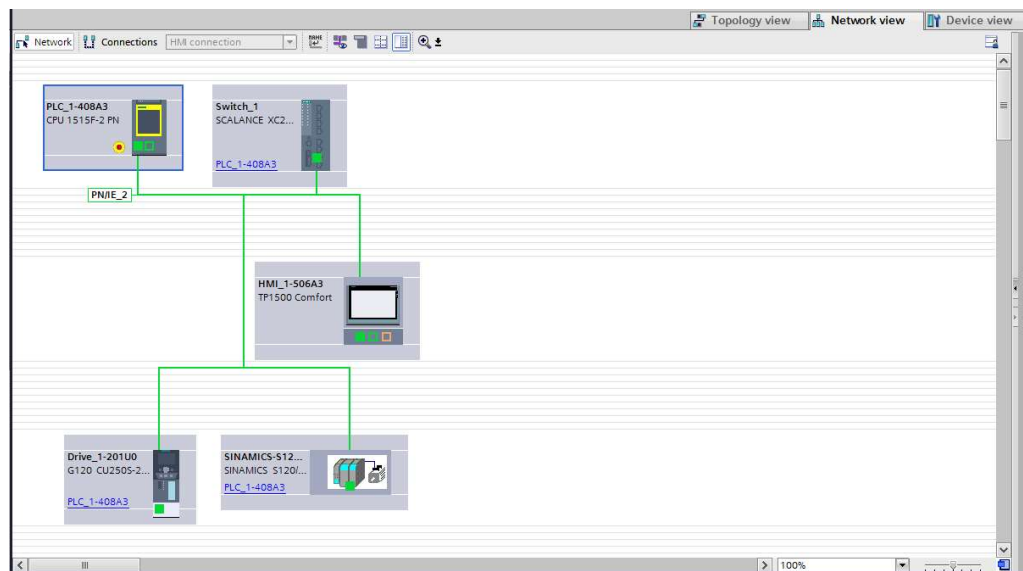 Topology view
Network view
Device view
Network
Connections
HMI connection
PLC_1-408A3
CPU 1515F-2 PN
Switch_1
SCALANCE XC2...
PLC_1-408A3
PN/IE_2
HMI_1-506A3
TP1500 Comfort
Drive_1-201U0
G120 CU250S-2...
PLC_1-408A3
SINAMICS-S12...
SINAMICS S120/...
PLC_1-408A3
100%